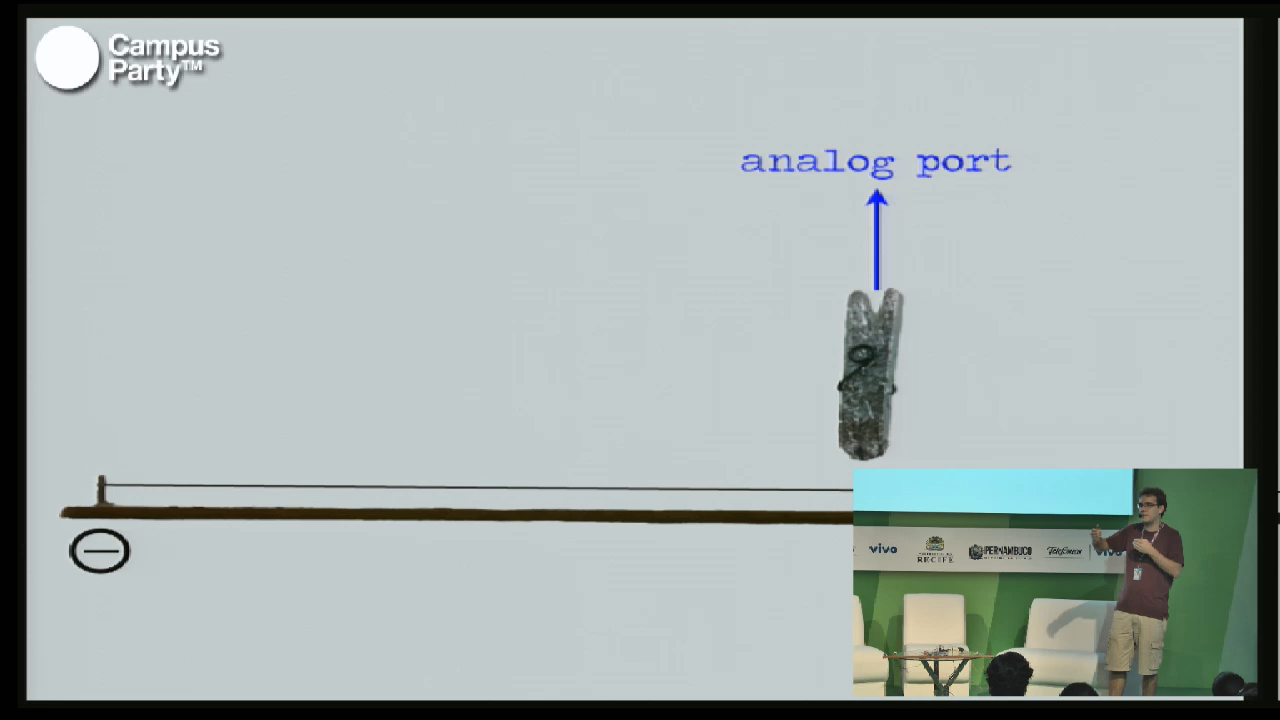 Campus
Party™
analog port
vivo
RECIFE
PERNAMBUCO
Telefonica
vivo